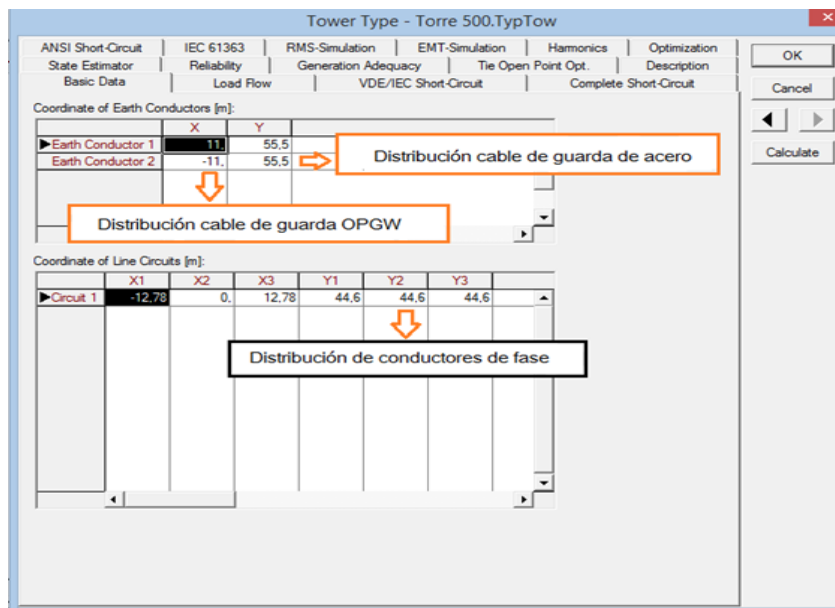 Tower Type - Torre 500.TypTow
ANSI Short-Circuit IEC 61363 RMS-Simulation EMT-Simulation Harmonics Optimization
State Estimator Reliability Generation Adequacy Tie Open Point Opt. Description
Basic Data Load Flow VDE/IEC Short-Circuit Complete Short-Circuit
OK
Cancel
Calculate
Coordinate of Earth Conductors [m]:
X Y
Earth Conductor 1 11, 55,5
Earth Conductor 2 -11, 55,5
Distribución cable de guarda de acero
Distribución cable de guarda OPGW
Coordinate of Line Circuits [m]:
X1 X2 X3 Y1 Y2 Y3
Circuit 1 -12,78 0, 12,78 44,6 44,6 44,6
Distribución de conductores de fase